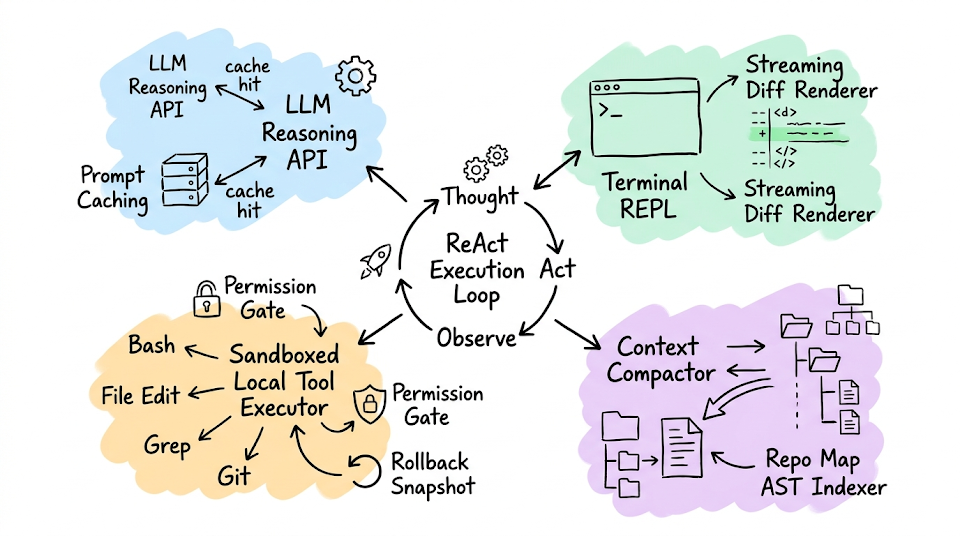 LLM
Reasoning
API
cache
hit
LLM
Reasoning
API
Prompt
Caching
cache
hit
>_
Terminal
REPL
Streaming
Diff Renderer
<d>
+
</>
</>
Streaming
Diff Renderer
Thought
ReAct
Execution
Loop
Act
Observe
Permission
Gate
Sandboxed
Local Tool
Executor
Bash
File Edit
Grep
Git
Permission
Gate
Rollback
Snapshot
Context
Compactor
Repo Map
AST Indexer